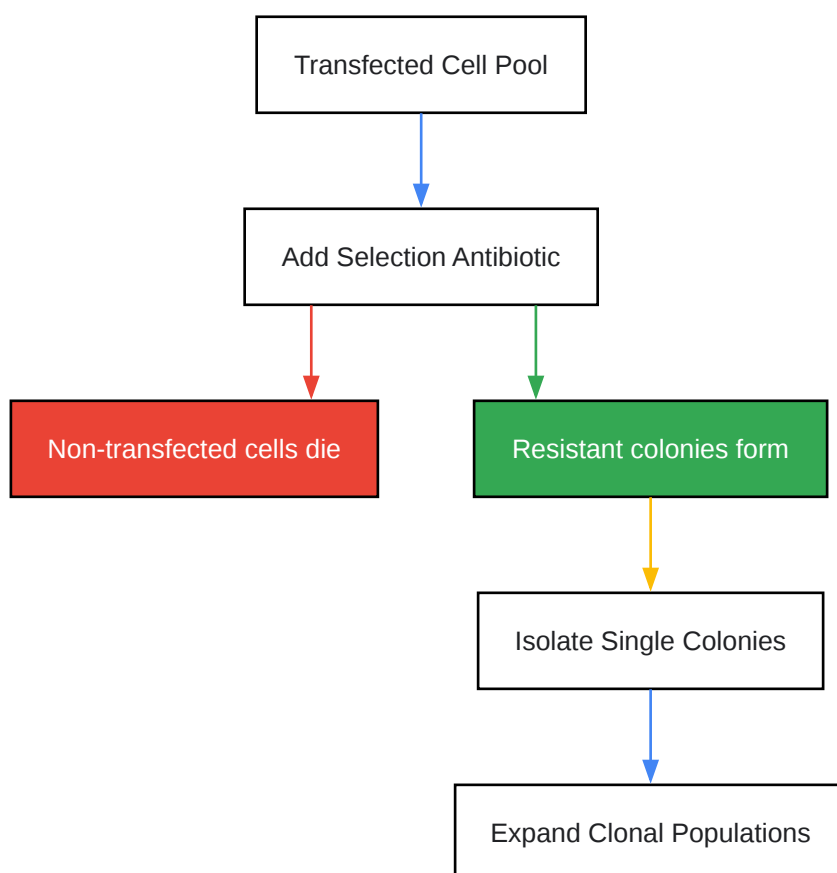 Transfected Cell Pool
Add Selection Antibiotic
Non-transfected cells die
Resistant colonies form
Isolate Single Colonies
Expand Clonal Populations